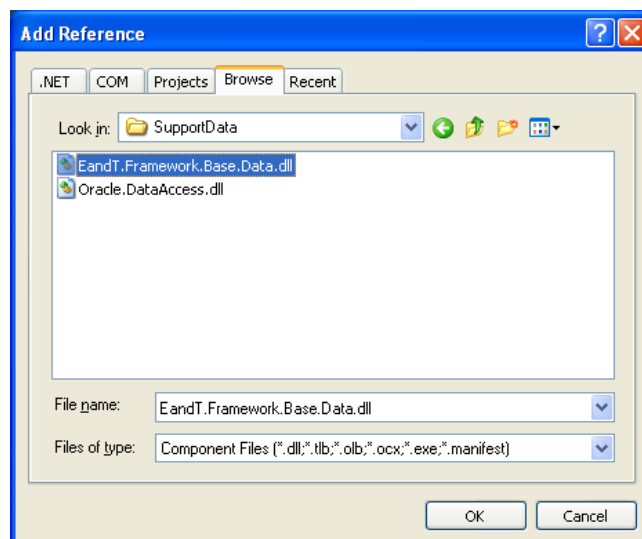 Add Reference
.NET COM Projects Browse Recent
Look in: SupportData
EandT.Framework.Base.Data.dll
Oracle.DataAccess.dll
File name: EandT.Framework.Base.Data.dll
Files of type: Component Files (*.dll;*.tlb;*.olb;*.ocx;*.exe;*.manifest)
OK Cancel